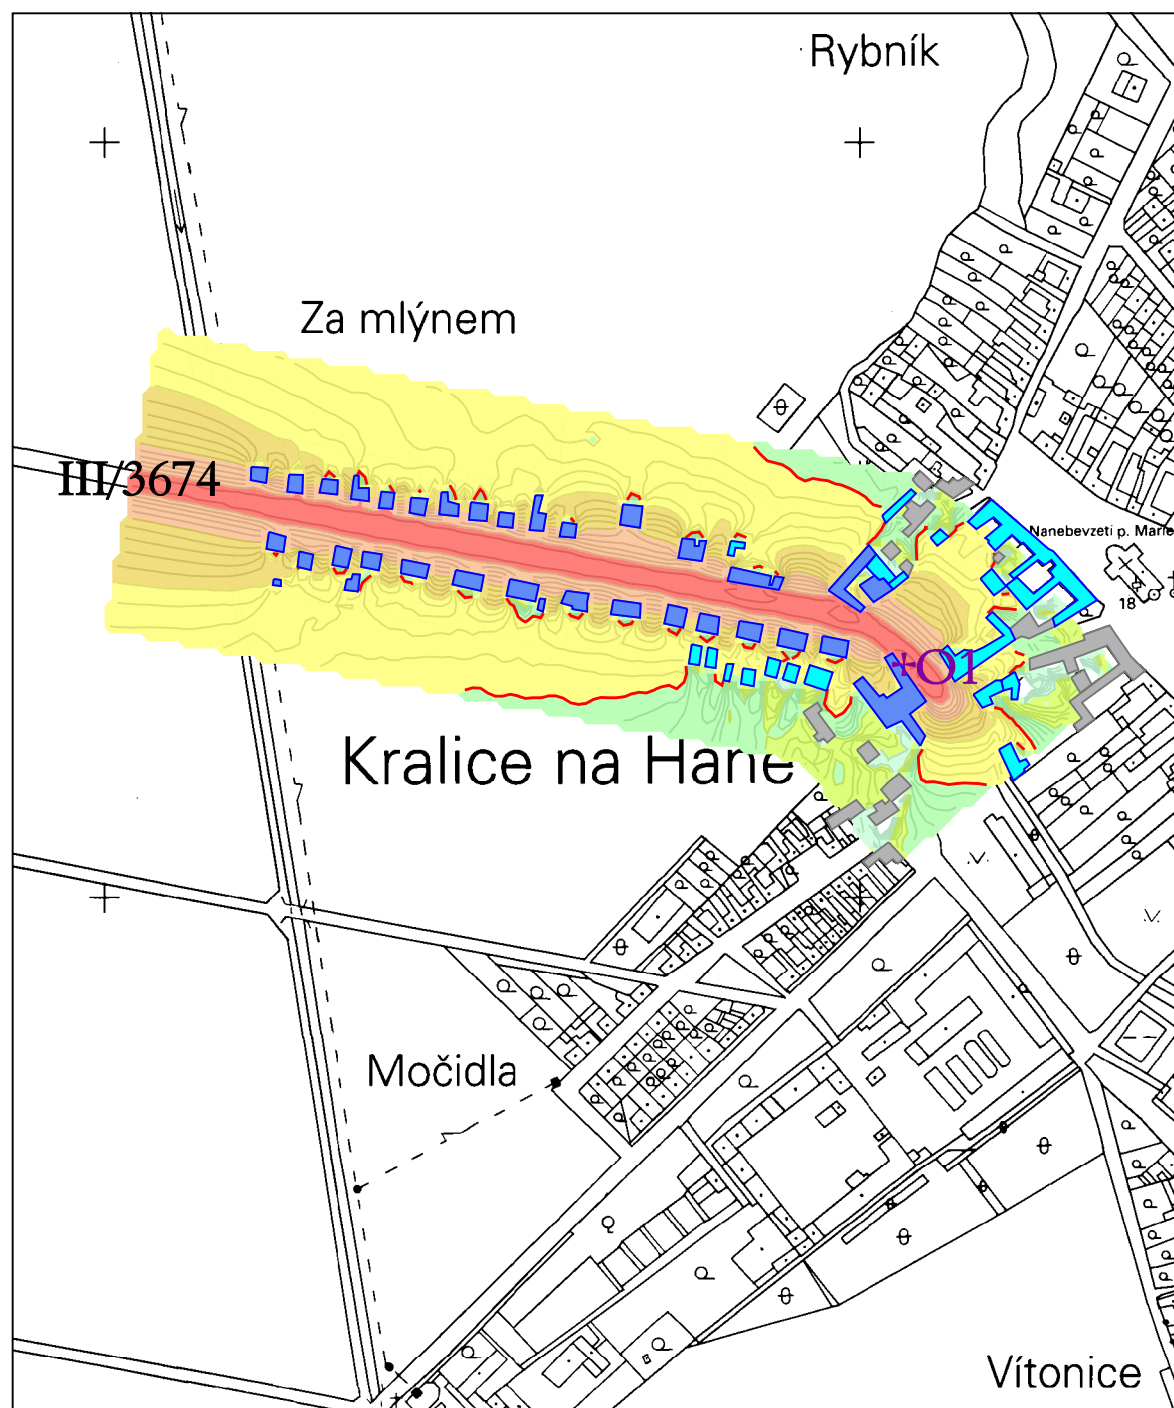 Rybník
Za mlýnem
III/3674
Nanebevzetí p. Marie
18
O1
Kralice na Hané
Močidla
Vítonice